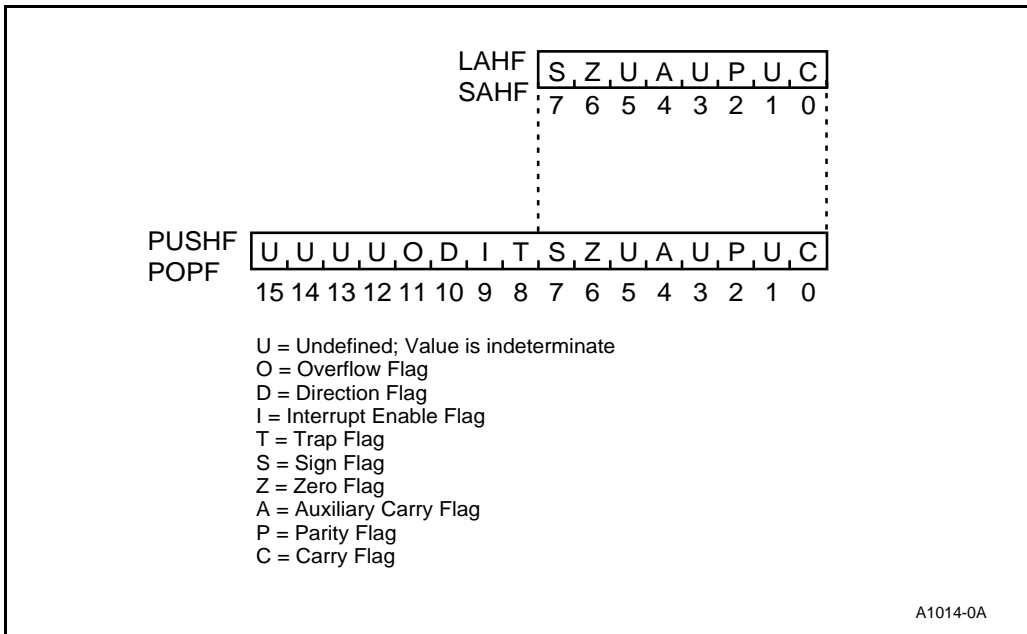 LAHF
SAHF
S Z U A U P U C
7 6 5 4 3 2 1 0
PUSHF
POPF
U U U U O D I T S Z U A U P U C
15 14 13 12 11 10 9 8 7 6 5 4 3 2 1 0
U = Undefined; Value is indeterminate
O = Overflow Flag
D = Direction Flag
I = Interrupt Enable Flag
T = Trap Flag
S = Sign Flag
Z = Zero Flag
A = Auxiliary Carry Flag
P = Parity Flag
C = Carry Flag
A1014-0A